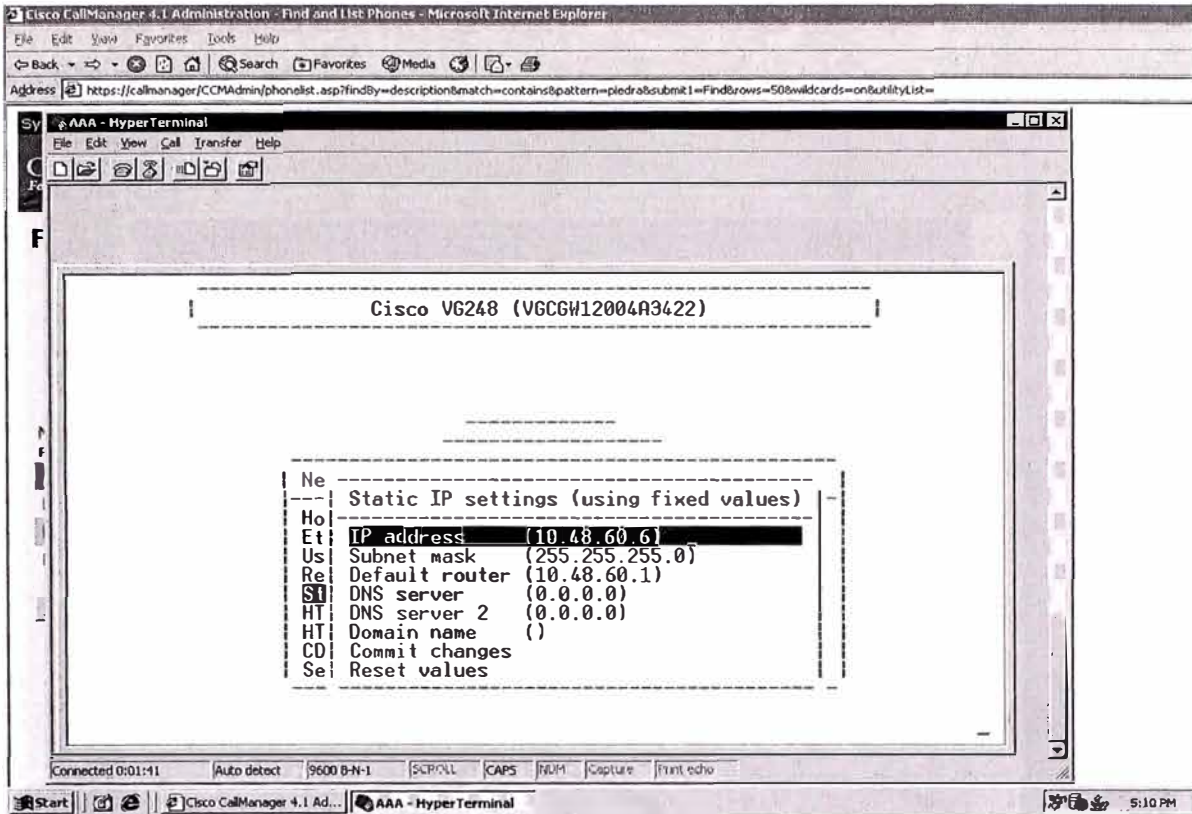 Cisco CallManager 4.1 Administration - Find and List Phones - Microsoft Internet Explorer
File Edit View Favorites Tools Help
Back Search Favorites Media
Address https://callmanager/CCMAdmin/phonelist.asp?findBy=description&match=contains&pattern=piedra&submit1=Find&rows=50&wildcards=on&utilityList=
Sy
AAA - HyperTerminal
File Edit View Call Transfer Help
C
Fo
F
Cisco VG248 (VGCGW12004A3422)
Ne
Static IP settings (using fixed values)
Ho
Et IP address (10.48.60.6)
Us Subnet mask (255.255.255.0)
Re Default router (10.48.60.1)
St DNS server (0.0.0.0)
HT DNS server 2 (0.0.0.0)
HT Domain name ()
CD Commit changes
Se Reset values
Connected 0:01:41 Auto detect 9600 8-N-1 SCROLL CAPS NUM Capture Print echo
Start Cisco CallManager 4.1 Ad... AAA - HyperTerminal 5:10 PM